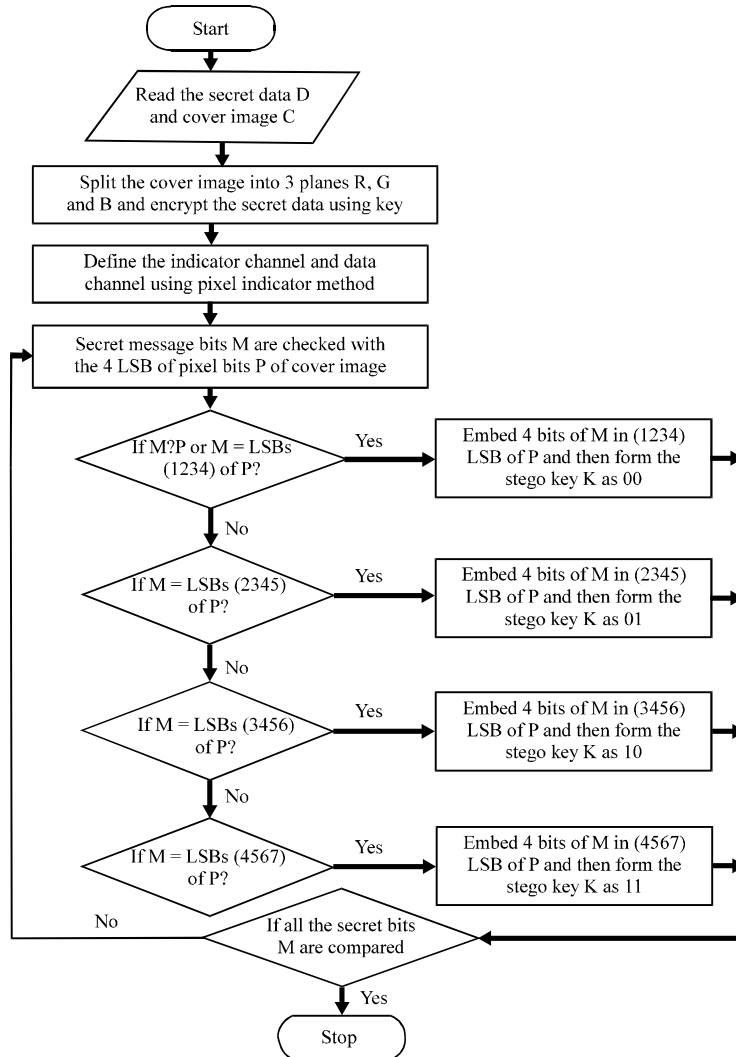 Start
Read the secret data D
and cover image C
Split the cover image into 3 planes R, G
and B and encrypt the secret data using key
Define the indicator channel and data
channel using pixel indicator method
Secret message bits M are checked with
the 4 LSB of pixel bits P of cover image
If M?P or M = LSBs
(1234) of P?
Yes
Embed 4 bits of M in (1234)
LSB of P and then form the
stego key K as 00
No
If M = LSBs (2345)
of P?
Yes
Embed 4 bits of M in (2345)
LSB of P and then form the
stego key K as 01
No
If M = LSBs (3456)
of P?
Yes
Embed 4 bits of M in (3456)
LSB of P and then form the
stego key K as 10
No
If M = LSBs (4567)
of P?
Yes
Embed 4 bits of M in (4567)
LSB of P and then form the
stego key K as 11
No
If all the secret bits
M are compared
Yes
Stop